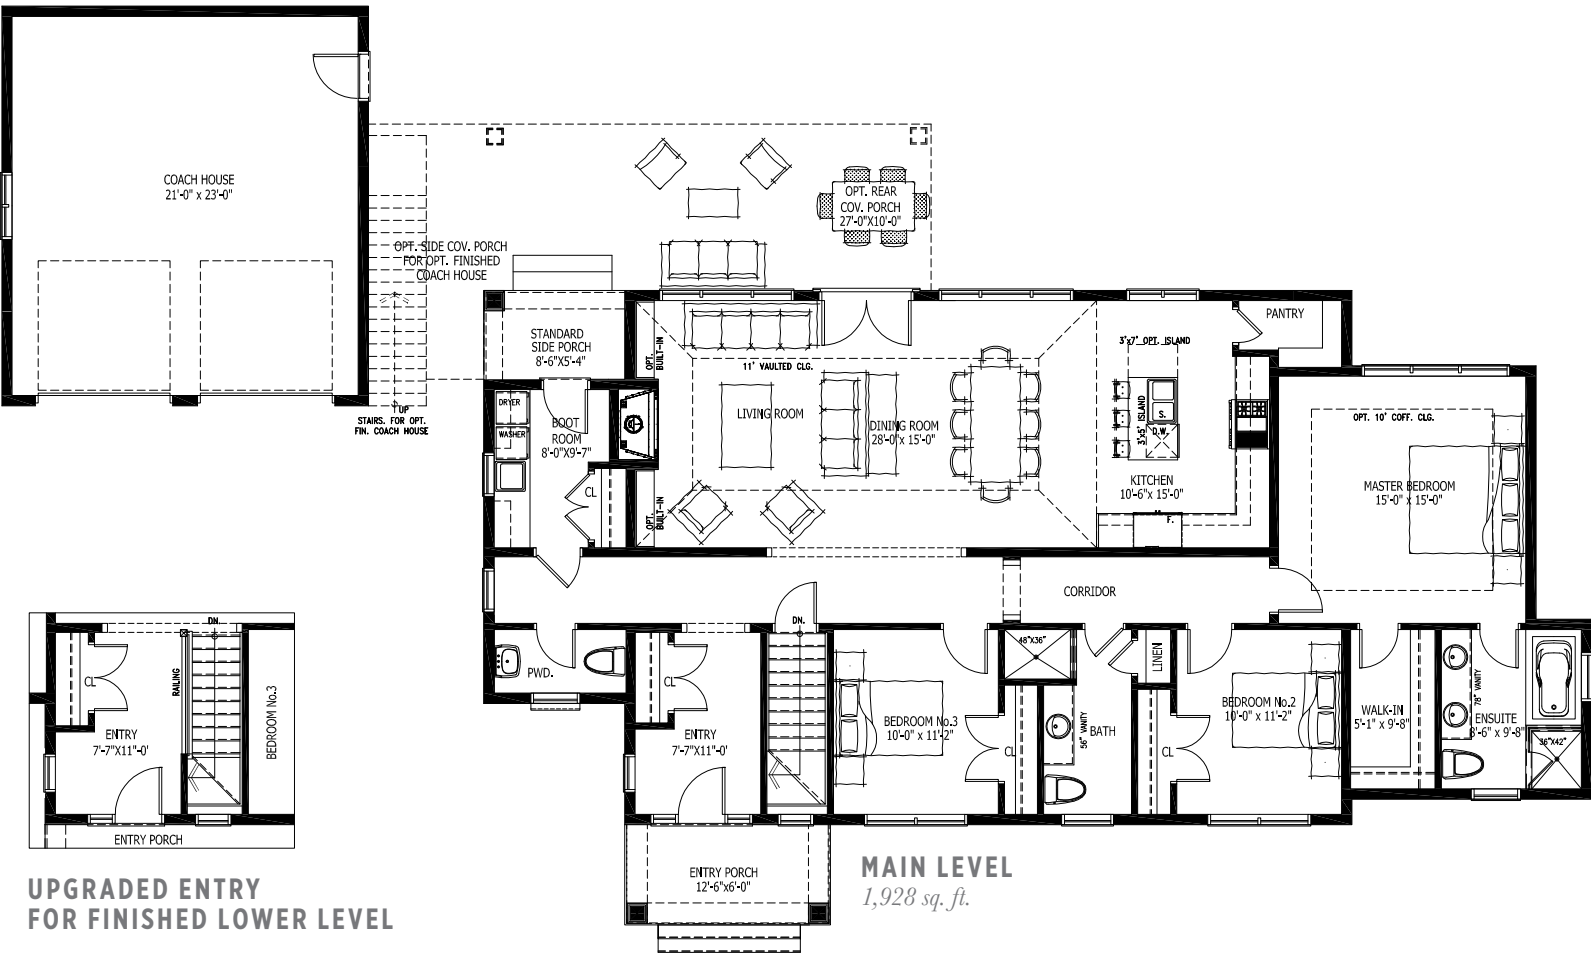 COACH HOUSE
21'-0" x 23'-0"
OPT. REAR
COV. PORCH
27'-0"X10'-0"
OPT. SIDE COV. PORCH
FOR OPT. FINISHED
COACH HOUSE
UP
STAIRS. FOR OPT.
FIN. COACH HOUSE
STANDARD
SIDE PORCH
8'-6"X5'-4"
OPT.
BUILT-IN
11' VAULTED CLG.
3'x7' OPT. ISLAND
PANTRY
DRYER
WASHER
BOOT
ROOM
8'-0"X9'-7"
CL
LIVING ROOM
DINING ROOM
28'-0"x 15'-0"
3'x5' ISLAND
S.
D.W.
KITCHEN
10'-6"x 15'-0"
F.
OPT.
BUILT-IN
OPT. 10' COFF. CLG.
MASTER BEDROOM
15'-0" x 15'-0"
CORRIDOR
DN.
PWD.
CL
ENTRY
7'-7"X11'-0'
48"X36"
LINEN
BEDROOM No.3
10'-0" x 11'-2"
CL
56" VANITY
BATH
CL
BEDROOM No.2
10'-0" x 11'-2"
WALK-IN
5'-1" x 9'-8"
78" VANITY
ENSUITE
8'-6" x 9'-8"
36"X42"
ENTRY PORCH
12'-6"x6'-0"
DN.
CL
RAILING
ENTRY
7'-7"X11"-0'
BEDROOM No.3
ENTRY PORCH
UPGRADED ENTRY
FOR FINISHED LOWER LEVEL
MAIN LEVEL
1,928 sq. ft.